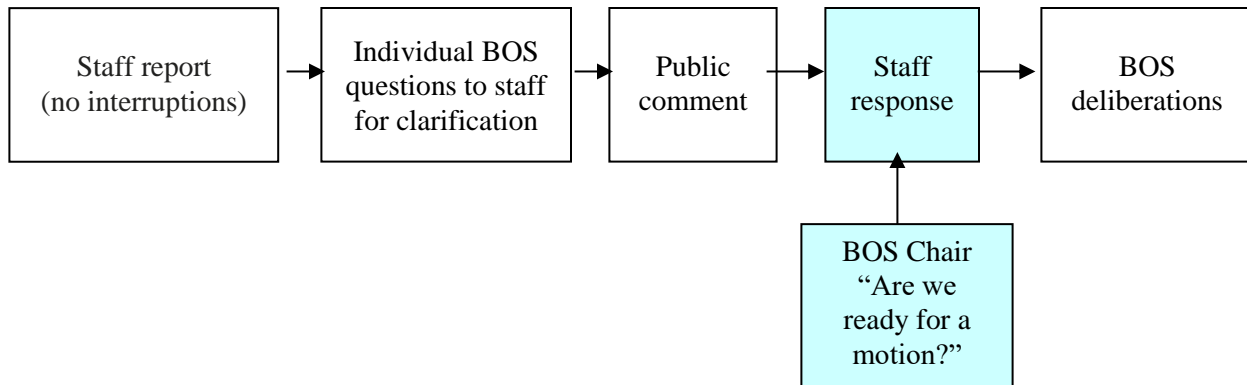 Staff report
(no interruptions)
Individual BOS
questions to staff
for clarification
Public
comment
Staff
response
BOS
deliberations
BOS Chair
“Are we
ready for a
motion?”